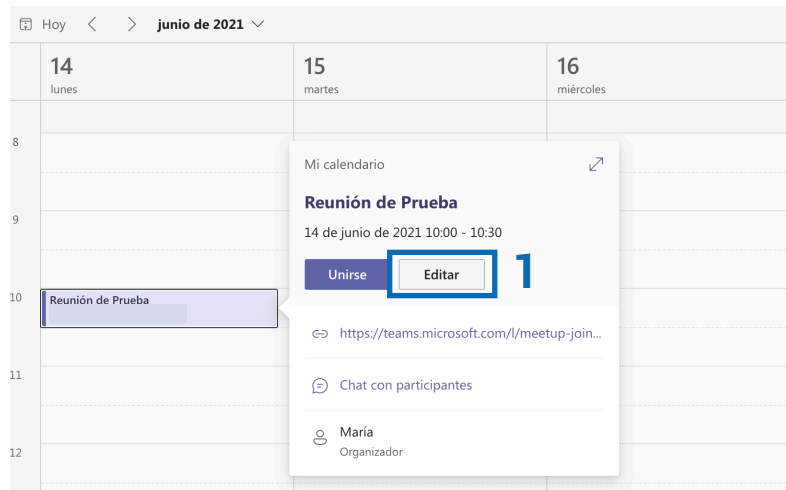 Hoy junio de 2021
14 15 16
lunes martes miércoles
8
Mi calendario
Reunión de Prueba
9
14 de junio de 2021 10:00 - 10:30
Unirse Editar 1
10
Reunión de Prueba
https://teams.microsoft.com/l/meetup-join...
11
Chat con participantes
María
Organizador
12